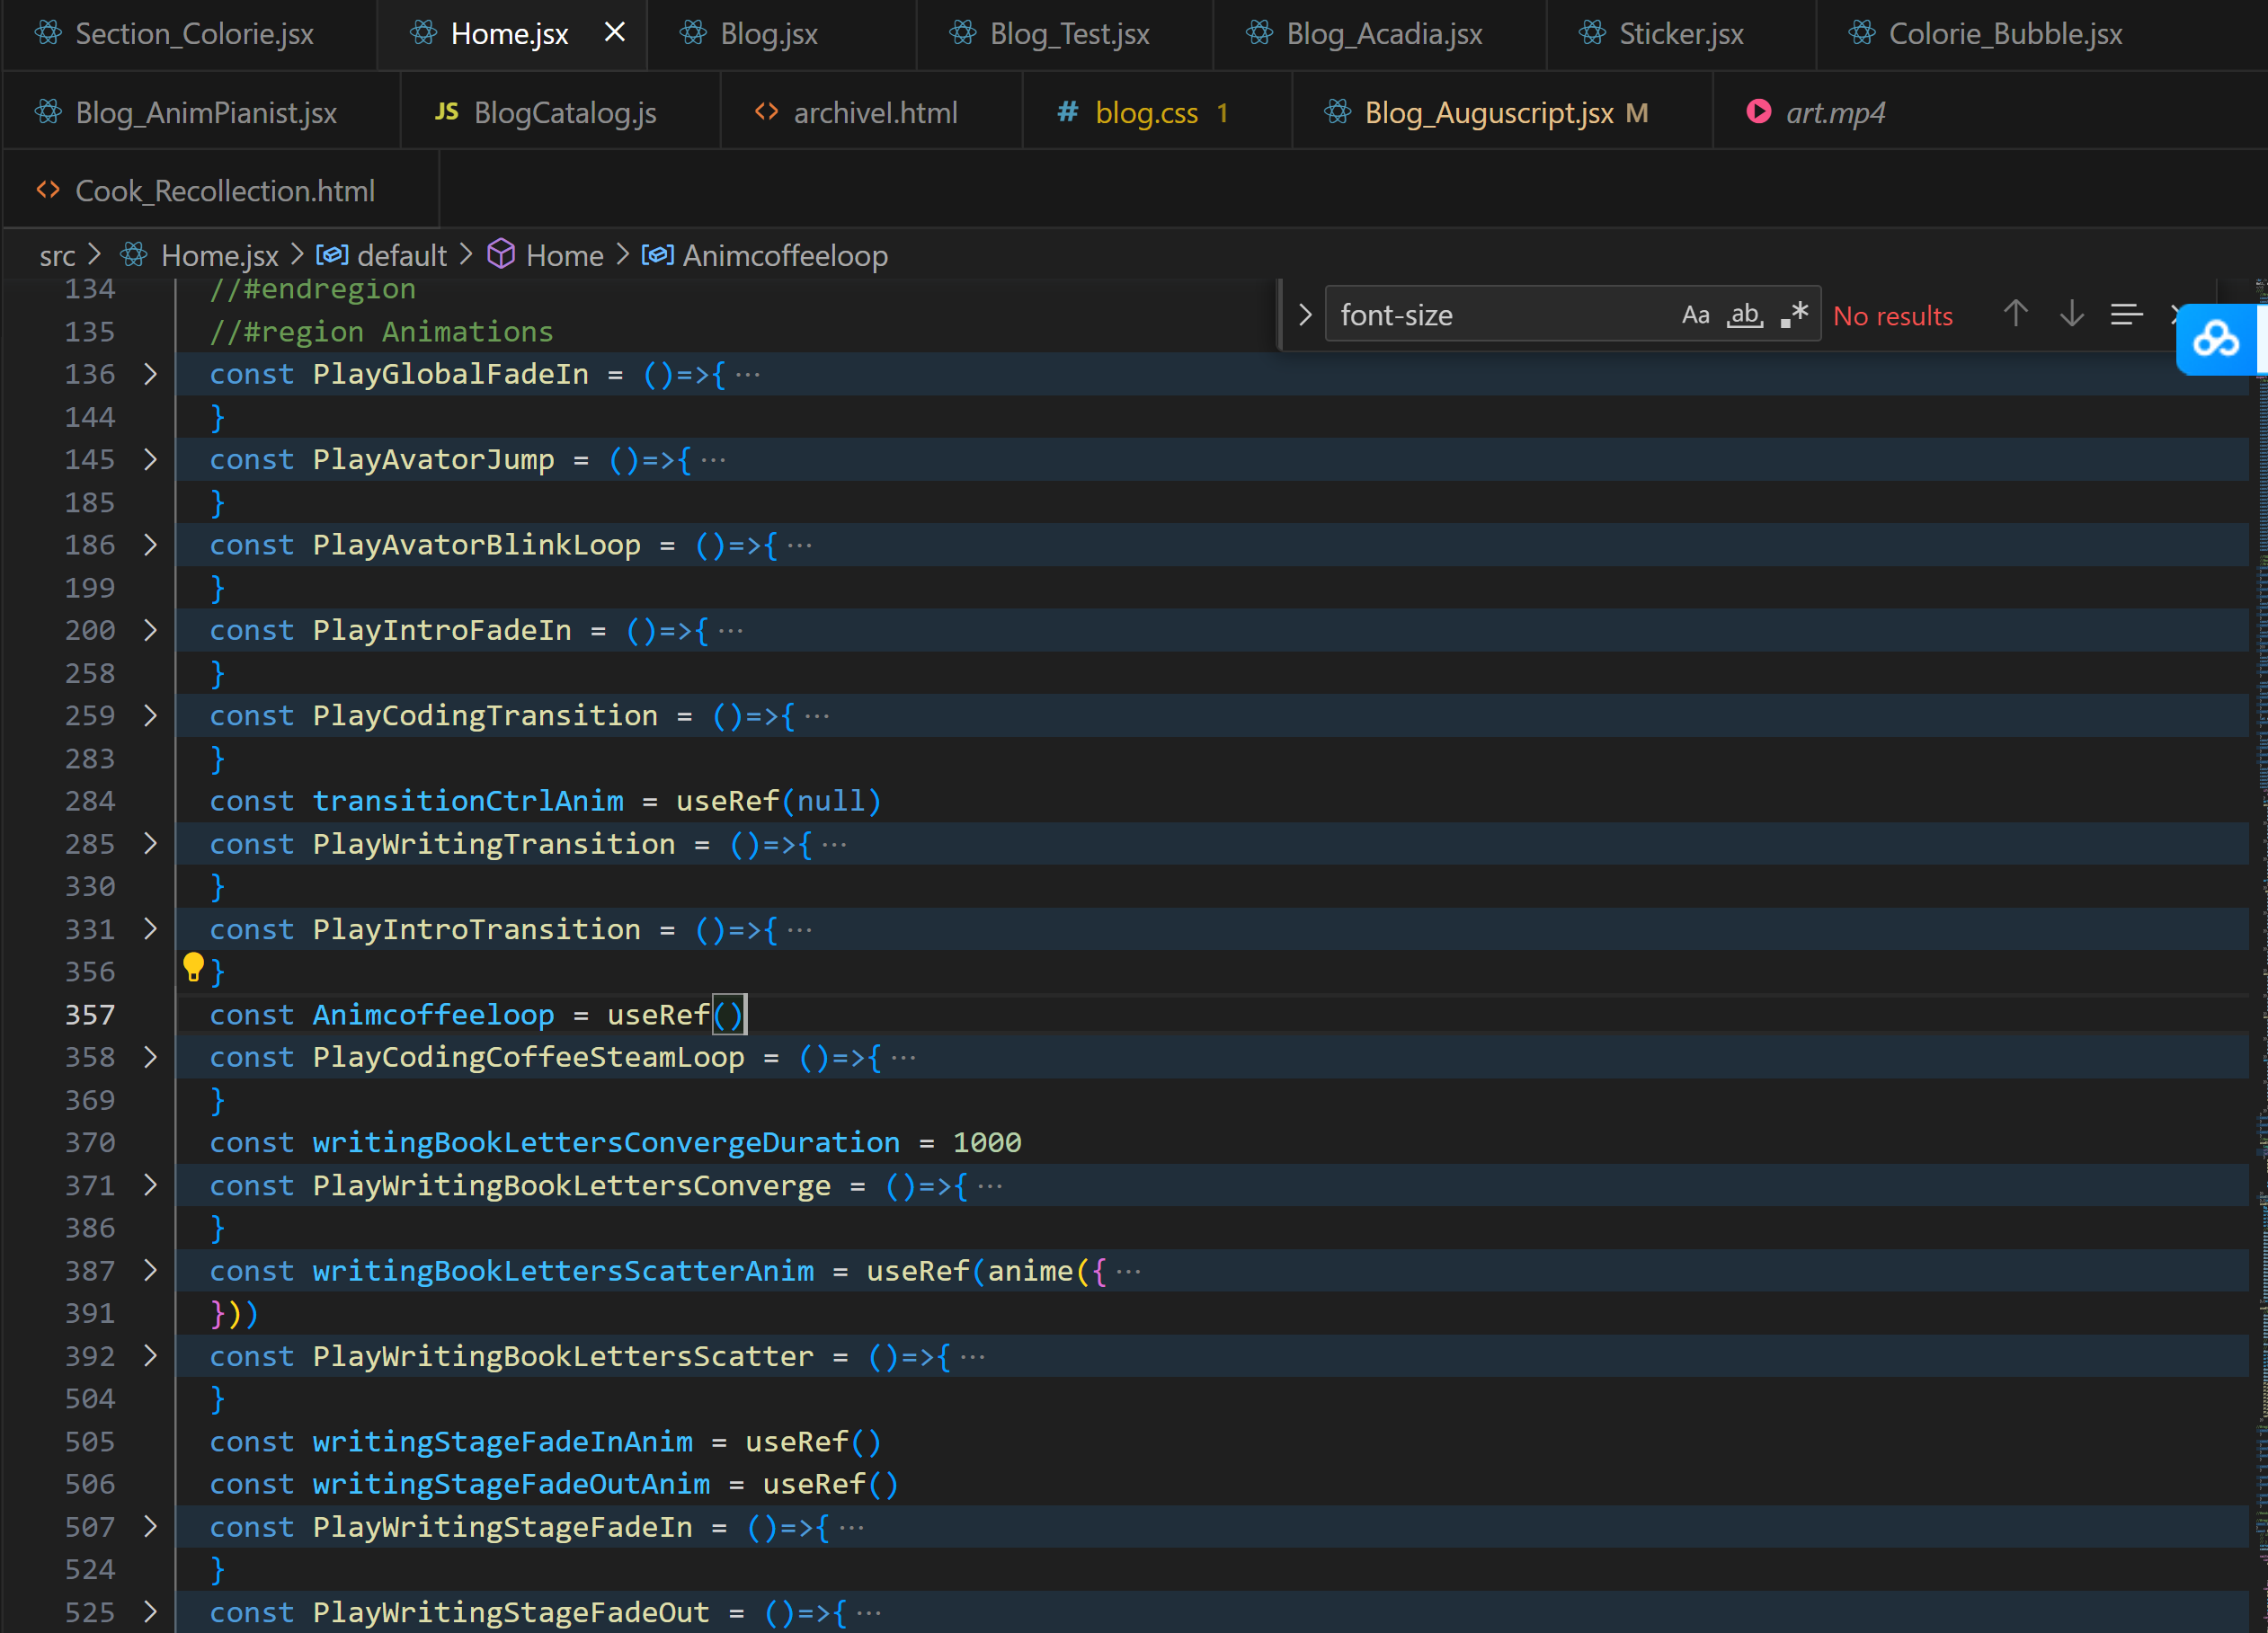 Section_Colorie.jsx Home.jsx Blog.jsx Blog_Test.jsx Blog_Acadia.jsx Sticker.jsx Colorie_Bubble.jsx
Blog_AnimPianist.jsx JS BlogCatalog.js <> archivel.html # blog.css 1 Blog_Auguscript.jsx M art.mp4
<> Cook_Recollection.html
src > Home.jsx > default > Home > Animcoffeeloop
font-size Aa ab .* No results
134 //#endregion
135 //#region Animations
136 > const PlayGlobalFadeIn = ()=>{ ···
144 }
145 > const PlayAvatorJump = ()=>{ ···
185 }
186 > const PlayAvatorBlinkLoop = ()=>{ ···
199 }
200 > const PlayIntroFadeIn = ()=>{ ···
258 }
259 > const PlayCodingTransition = ()=>{ ···
283 }
284 const transitionCtrlAnim = useRef(null)
285 > const PlayWritingTransition = ()=>{ ···
330 }
331 > const PlayIntroTransition = ()=>{ ···
356 }
357 const Animcoffeeloop = useRef()
358 > const PlayCodingCoffeeSteamLoop = ()=>{ ···
369 }
370 const writingBookLettersConvergeDuration = 1000
371 > const PlayWritingBookLettersConverge = ()=>{ ···
386 }
387 > const writingBookLettersScatterAnim = useRef(anime({ ···
391 }))
392 > const PlayWritingBookLettersScatter = ()=>{ ···
504 }
505 const writingStageFadeInAnim = useRef()
506 const writingStageFadeOutAnim = useRef()
507 > const PlayWritingStageFadeIn = ()=>{ ···
524 }
525 > const PlayWritingStageFadeOut = ()=>{ ···